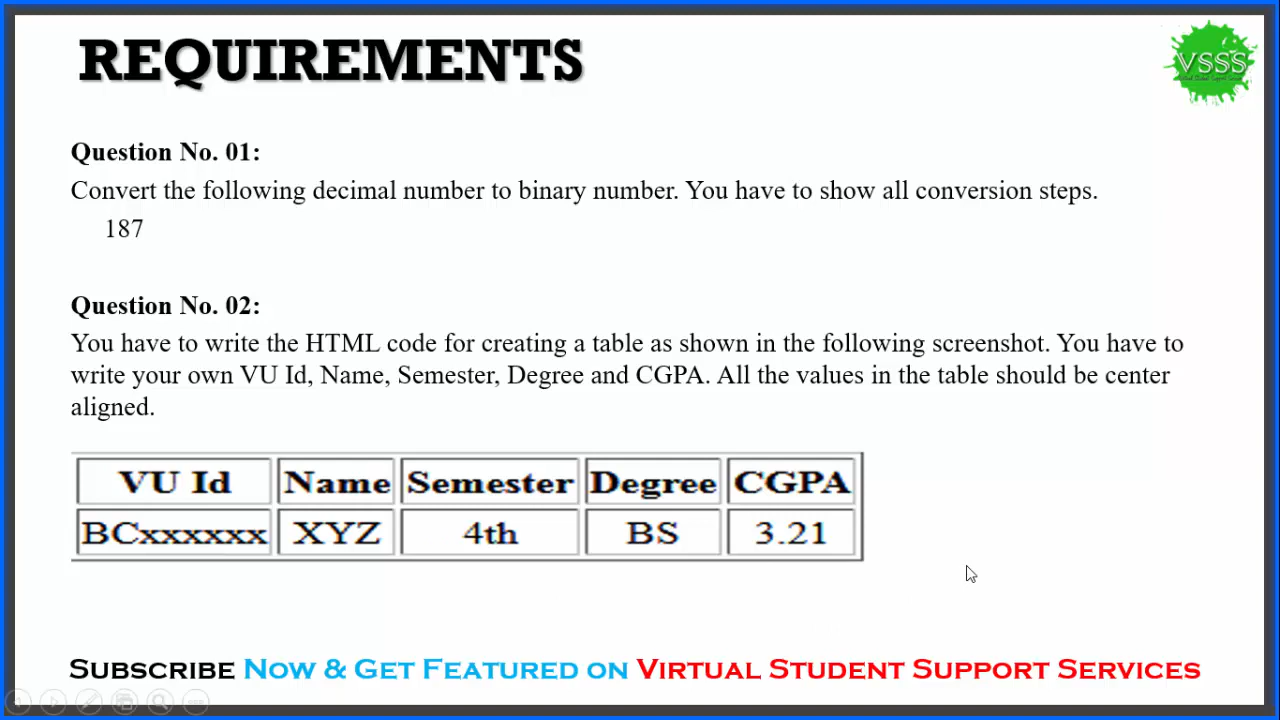 REQUIREMENTS
VSSS
Question No. 01:
Convert the following decimal number to binary number. You have to show all conversion steps.
187
Question No. 02:
You have to write the HTML code for creating a table as shown in the following screenshot. You have to
write your own VU Id, Name, Semester, Degree and CGPA. All the values in the table should be center
aligned.
VU Id Name Semester Degree CGPA
BCxxxxxx XYZ 4th BS 3.21
SUBSCRIBE NOW & GET FEATURED ON VIRTUAL STUDENT SUPPORT SERVICES